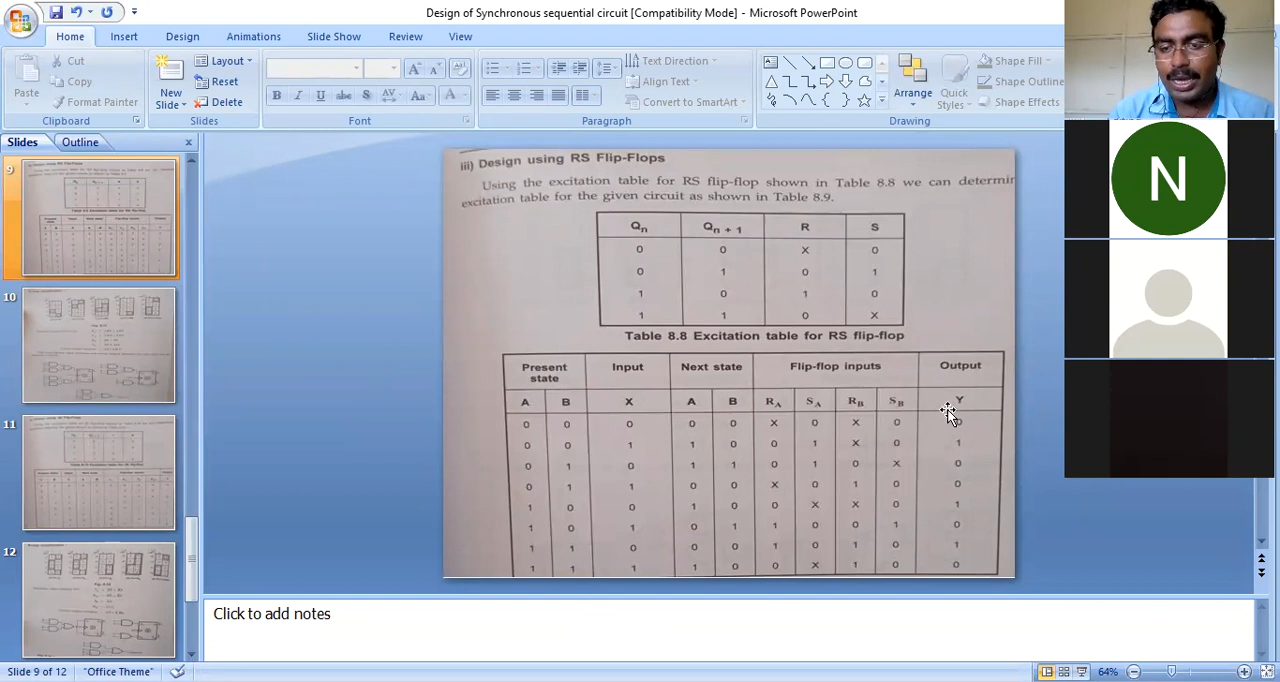 Design of Synchronous sequential circuit [Compatibility Mode] - Microsoft PowerPoint
Home Insert Design Animations Slide Show Review View
Paste
Cut
Copy
Format Painter
Clipboard
New Slide
Layout
Reset
Delete
Slides
B I U abc S AV Aa A
Font
Text Direction
Align Text
Convert to SmartArt
Paragraph
Arrange
Quick Styles
Shape Fill
Shape Outline
Shape Effects
Drawing
Slides Outline
9
10
11
12
iii) Design using RS Flip-Flops
Using the excitation table for RS flip-flop shown in Table 8.8 we can determin
excitation table for the given circuit as shown in Table 8.9.
Qn Qn + 1 R S
0 0 X 0
0 1 0 1
1 0 1 0
1 1 0 X
Table 8.8 Excitation table for RS flip-flop
Present state Input Next state Flip-flop inputs Output
A B X A B RA SA RB SB Y
0 0 0 0 0 X 0 X 0 0
0 0 1 1 0 0 1 X 0 1
0 1 0 1 1 0 1 0 X 0
0 1 1 0 0 X 0 1 0 0
1 0 0 1 0 0 X X 0 1
1 0 1 0 1 1 0 0 1 0
1 1 0 0 0 1 0 1 0 1
1 1 1 1 0 0 X 1 0 0
N
Click to add notes
Slide 9 of 12 "Office Theme" 64%